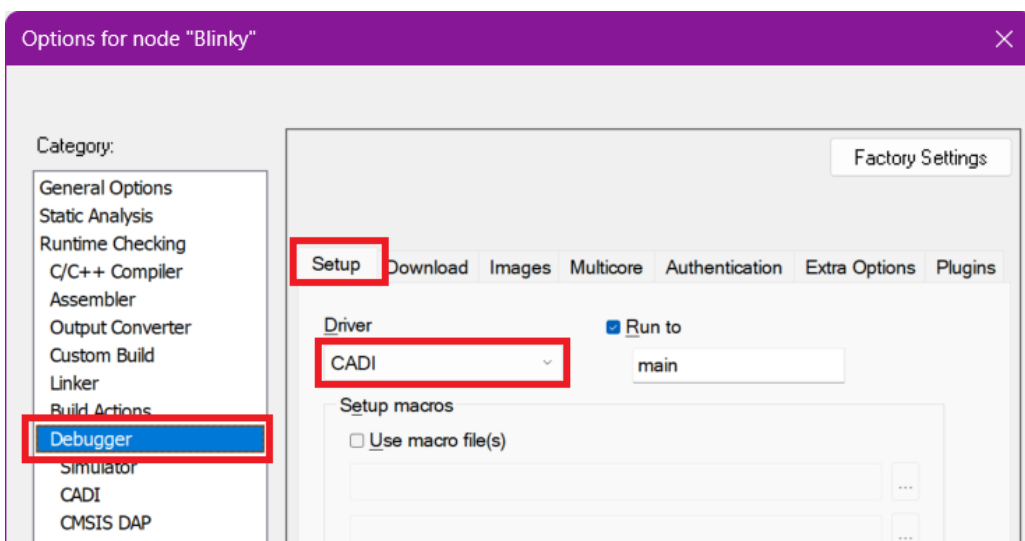 Options for node "Blinky"
Category:
General Options
Static Analysis
Runtime Checking
C/C++ Compiler
Assembler
Output Converter
Custom Build
Linker
Build Actions
Debugger
Simulator
CADI
CMSIS DAP
Factory Settings
Setup Download Images Multicore Authentication Extra Options Plugins
Driver
CADI
Run to
main
Setup macros
Use macro file(s)
...
...